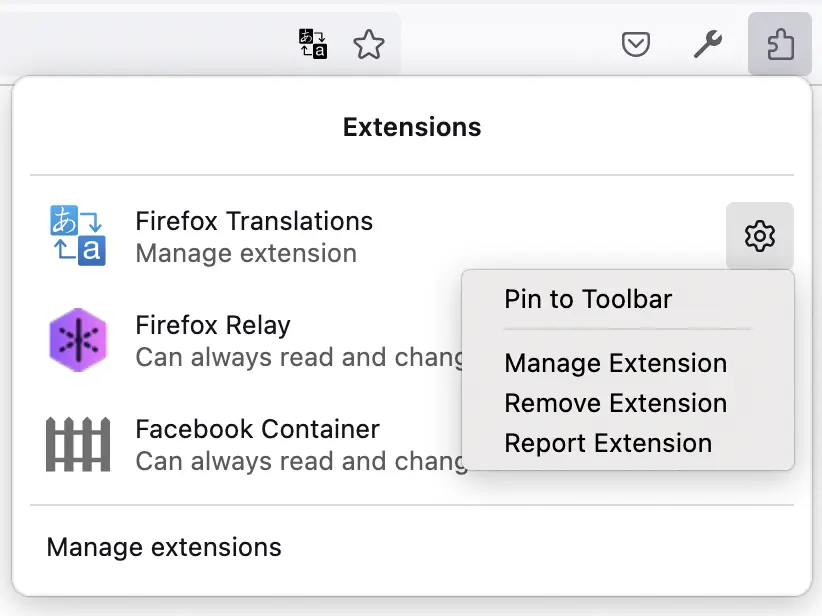 Extensions
Firefox Translations
Manage extension
Pin to Toolbar
Firefox Relay
Can always read and chang
Manage Extension
Remove Extension
Facebook Container
Can always read and chang
Report Extension
Manage extensions